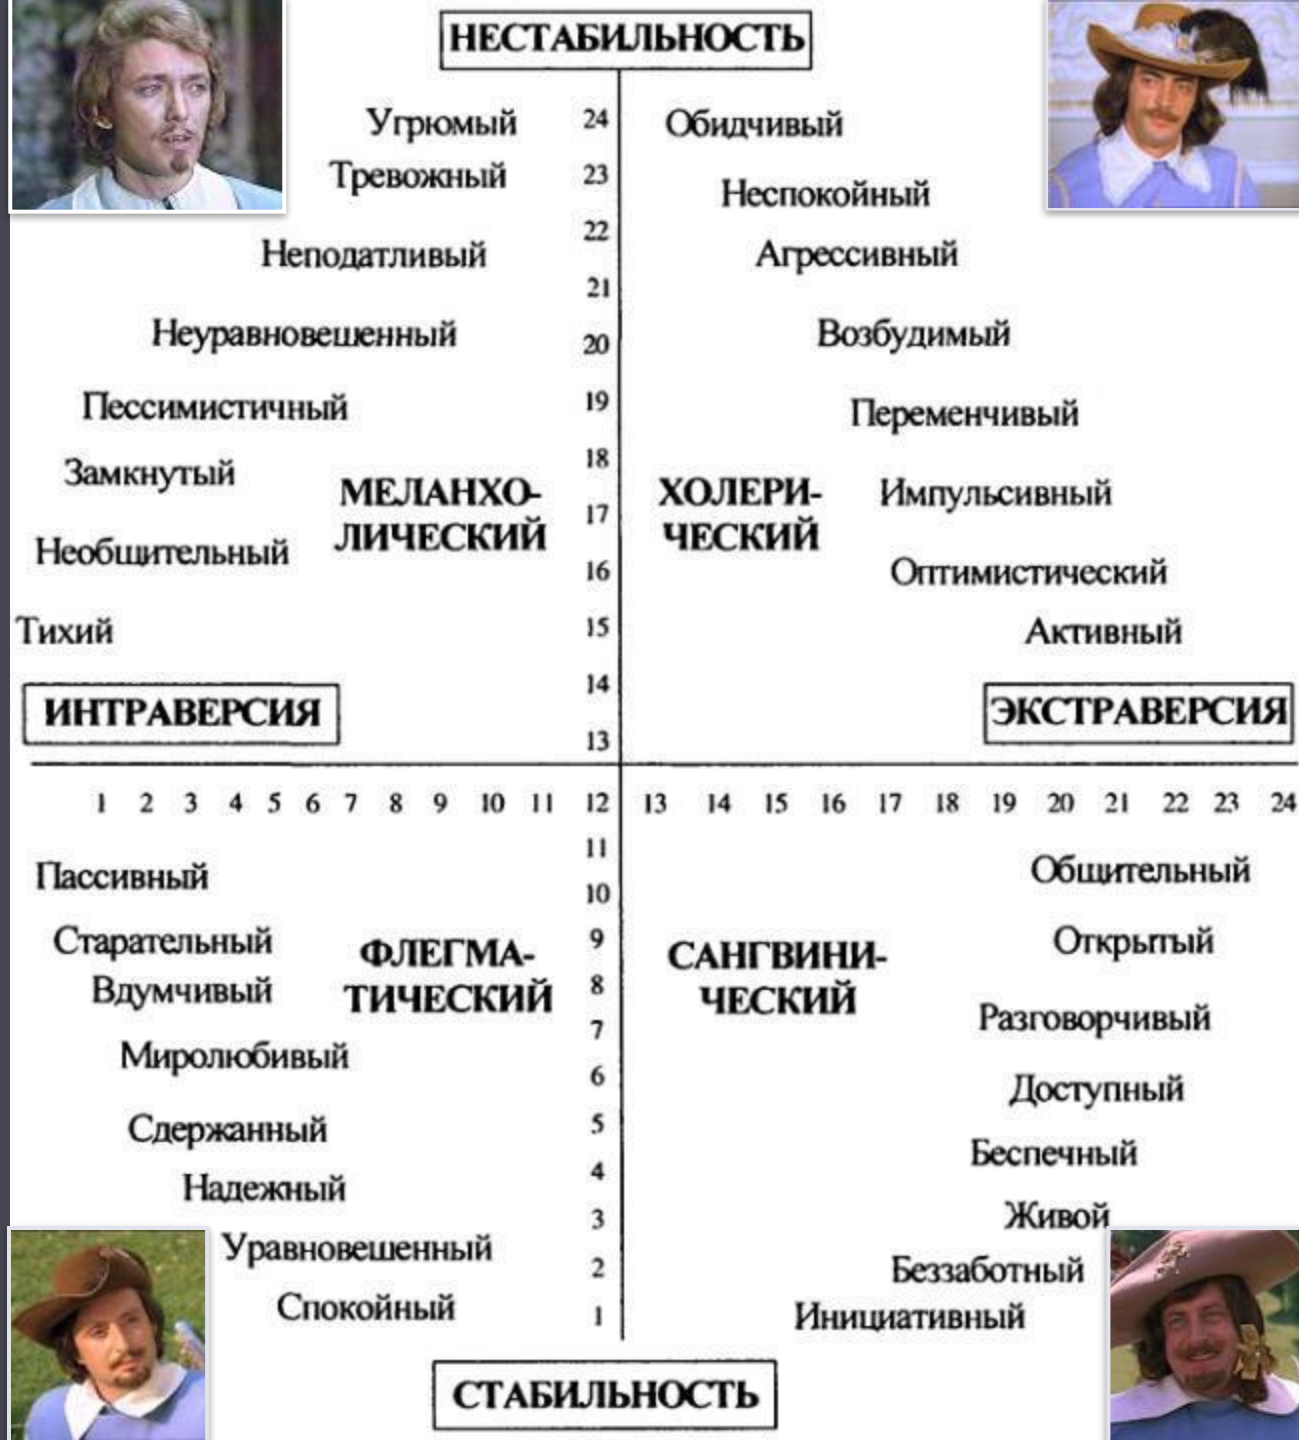 НЕСТАБИЛЬНОСТЬ
Угрюмый 24 Обидчивый
Тревожный 23
Неспокойный
22
Неподатливый Агрессивный
21
Неуравновешенный 20 Возбудимый
Пессимистичный 19 Переменчивый
Замкнутый 18
МЕЛАНХО- ХОЛЕРИ- Импульсивный
17
ЛИЧЕСКИЙ ЧЕСКИЙ
Необщительный
16 Оптимистический
Тихий 15 Активный
14
ИНТРАВЕРСИЯ ЭКСТРАВЕРСИЯ
13
1 2 3 4 5 6 7 8 9 10 11 12 13 14 15 16 17 18 19 20 21 22 23 24
11
Пассивный Общительный
10
Старательный 9 Открытый
ФЛЕГМА- САНГВИНИ-
Вдумчивый 8
ТИЧЕСКИЙ ЧЕСКИЙ
Разговорчивый
7
Миролюбивый
6
Доступный
Сдержанный 5
Беспечный
4
Надежный
3 Живой
Уравновешенный
2 Беззаботный
Спокойный 1 Инициативный
СТАБИЛЬНОСТЬ